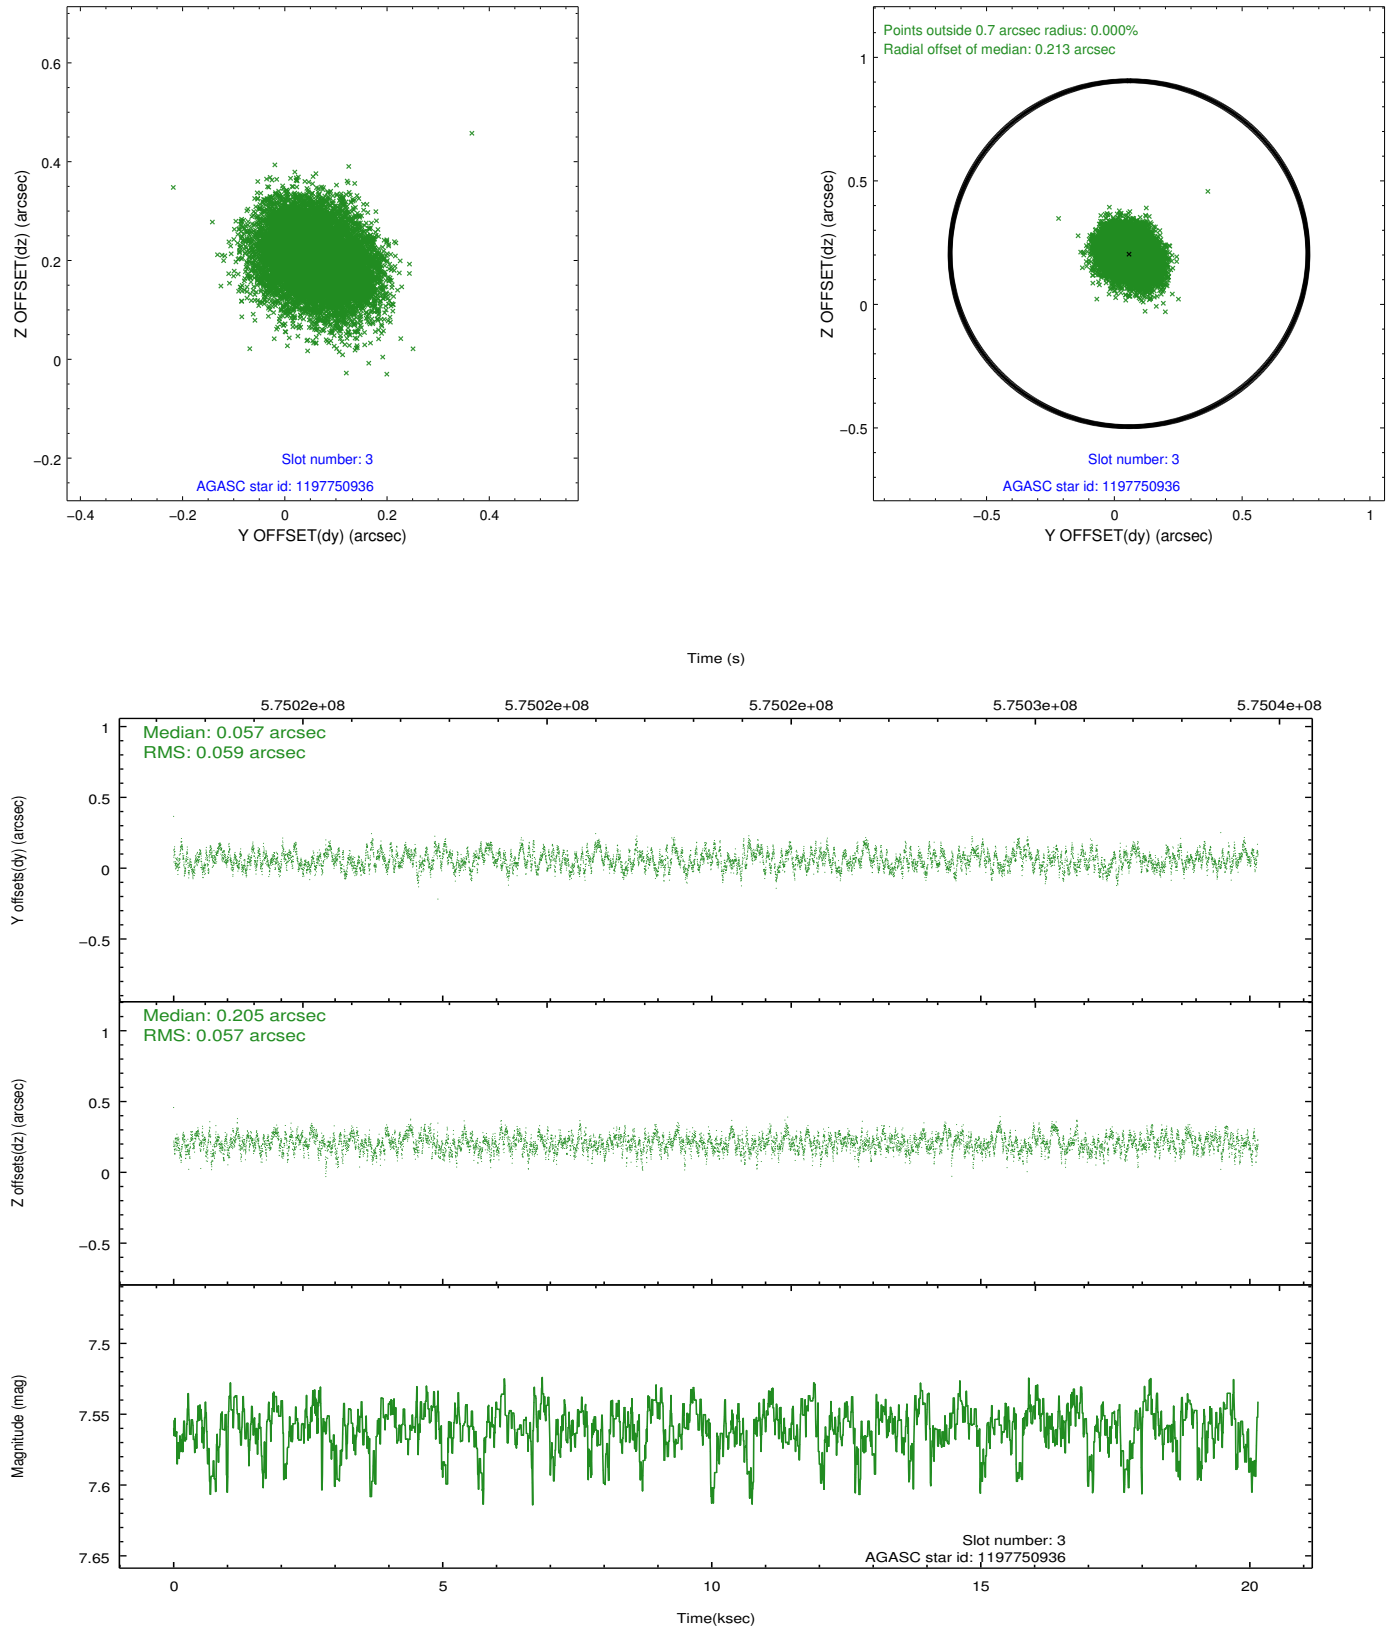 0.6
0.4
0.2
0
−0.2
−0.4
−0.2
0
0.2
0.4
Z OFFSET(dz) (arcsec)
Y OFFSET(dy) (arcsec)
Slot number: 3
AGASC star id: 1197750936
Points outside 0.7 arcsec radius: 0.000%
Radial offset of median: 0.213 arcsec
1
0.5
0
−0.5
−0.5
0
0.5
1
Z OFFSET(dz) (arcsec)
Y OFFSET(dy) (arcsec)
Slot number: 3
AGASC star id: 1197750936
Time (s)
5.7502e+08
5.7502e+08
5.7502e+08
5.7503e+08
5.7504e+08
Median: 0.057 arcsec
RMS: 0.059 arcsec
1
0.5
0
−0.5
Y offsets(dy) (arcsec)
Median: 0.205 arcsec
RMS: 0.057 arcsec
1
0.5
0
−0.5
Z offsets(dz) (arcsec)
7.5
7.55
7.6
7.65
Magnitude (mag)
Slot number: 3
AGASC star id: 1197750936
0
5
10
15
20
Time(ksec)